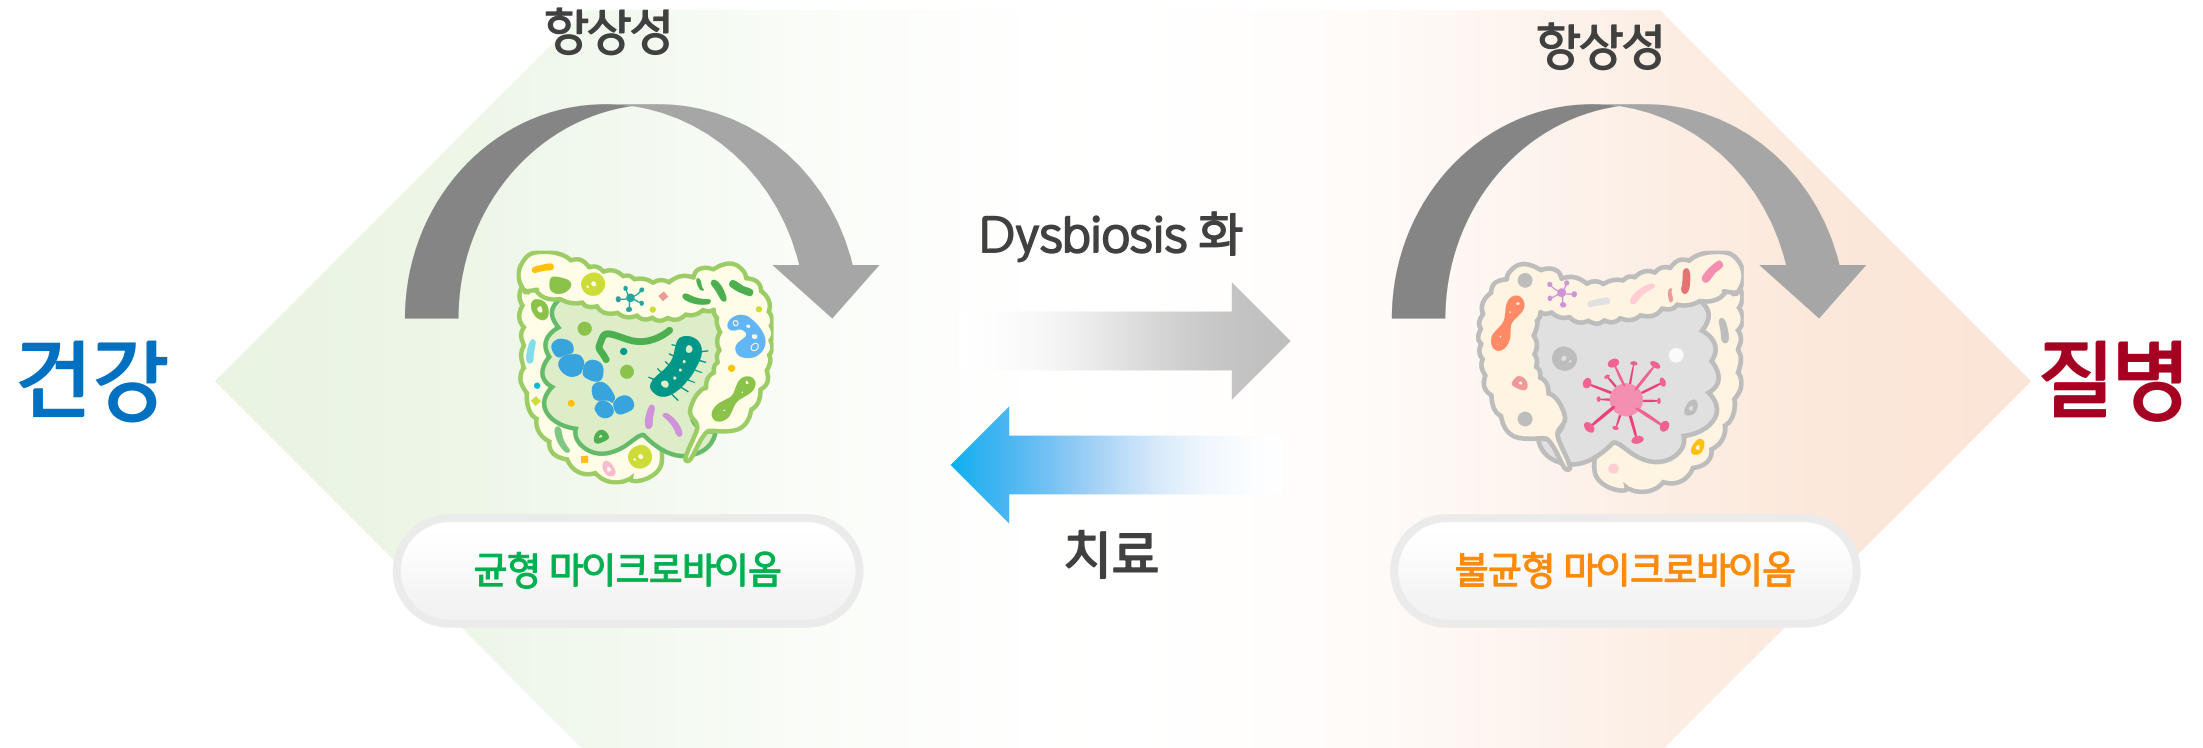 항상성
항상성
Dysbiosis 화
건강
질병
치료
균형 마이크로바이옴
불균형 마이크로바이옴